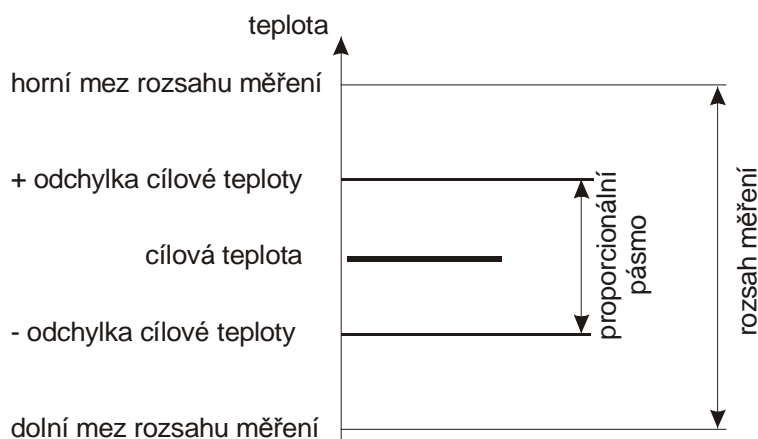 teplota
horní mez rozsahu měření
+ odchylka cílové teploty
cílová teplota
- odchylka cílové teploty
dolní mez rozsahu měření
proporcionální
pásmo
rozsah měření